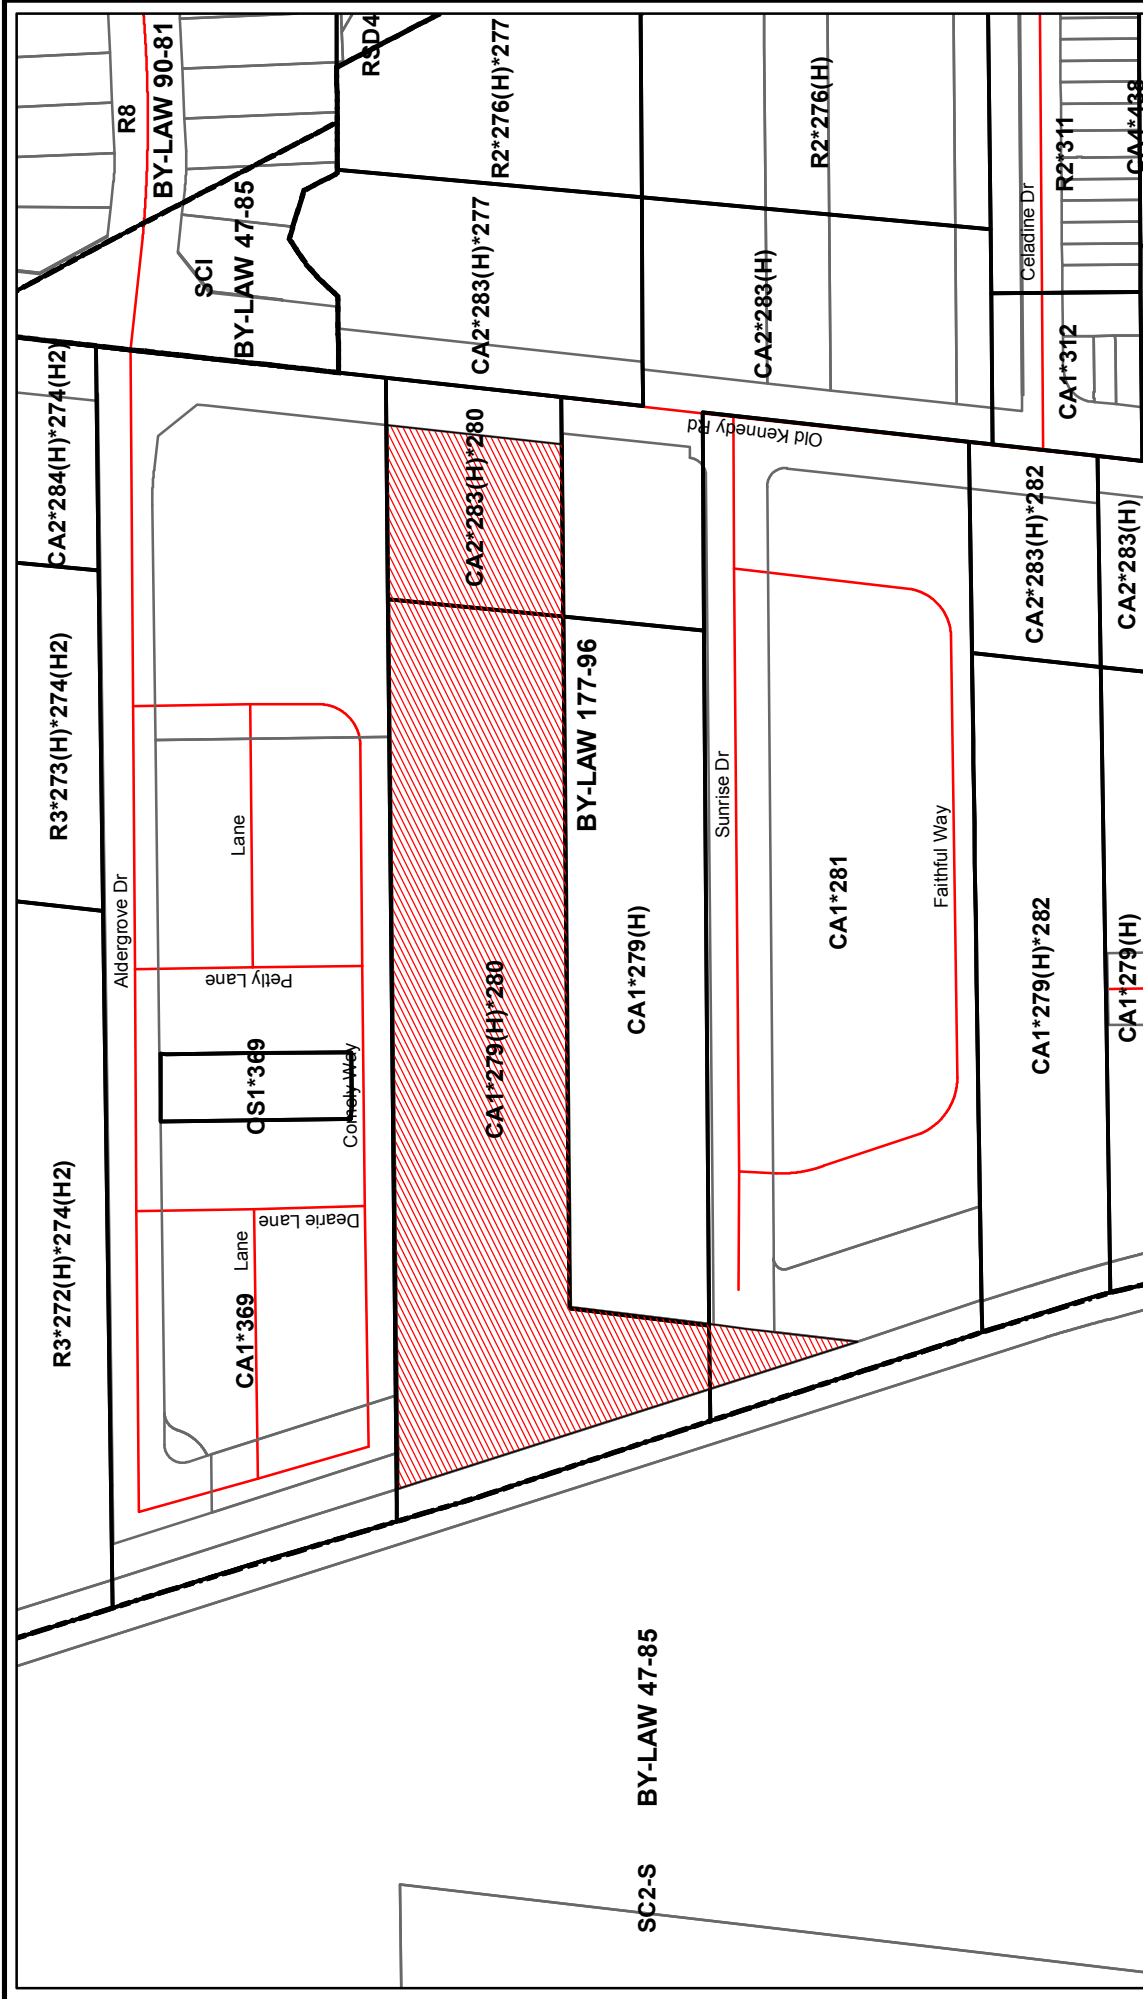 R8
BY-LAW 90-81
RSD4
R2*276(H)*277
R2*276(H)
R2*311
CA4*438
Celadine Dr
SCI
BY-LAW 47-85
CA2*283(H)*277
CA2*283(H)
CA1*312
CA2*284(H)*274(H2)
CA2*283(H)*280
Old Kennedy Rd
CA2*283(H)*282
CA2*283(H)
R3*273(H)*274(H2)
Lane
BY-LAW 177-96
Sunrise Dr
Faithful Way
Aldergrove Dr
Petly Lane
CA1*281
CA1*279(H)
CA1*279(H)*282
CA1*279(H)
OS1*369
Comely Way
CA1*279(H)*280
R3*272(H)*274(H2)
Dearie Lane
Lane
CA1*369
BY-LAW 47-85
SC2-S